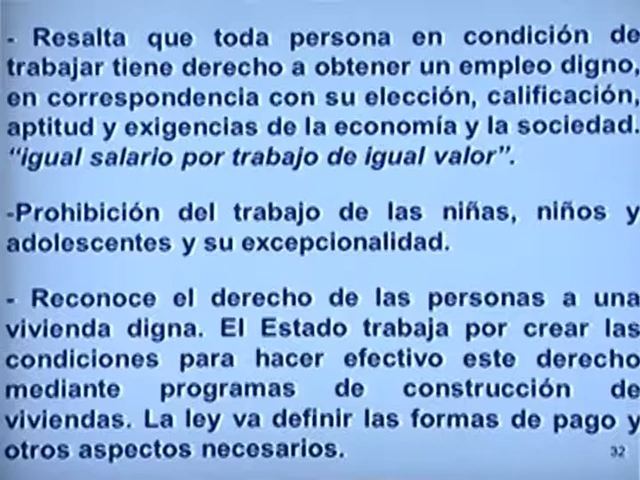 - Resalta que toda persona en condición de
trabajar tiene derecho a obtener un empleo digno,
en correspondencia con su elección, calificación,
aptitud y exigencias de la economía y la sociedad.
“igual salario por trabajo de igual valor”.
-Prohibición del trabajo de las niñas, niños y
adolescentes y su excepcionalidad.
- Reconoce el derecho de las personas a una
vivienda digna. El Estado trabaja por crear las
condiciones para hacer efectivo este derecho
mediante programas de construcción de
viviendas. La ley va definir las formas de pago y
otros aspectos necesarios.
32